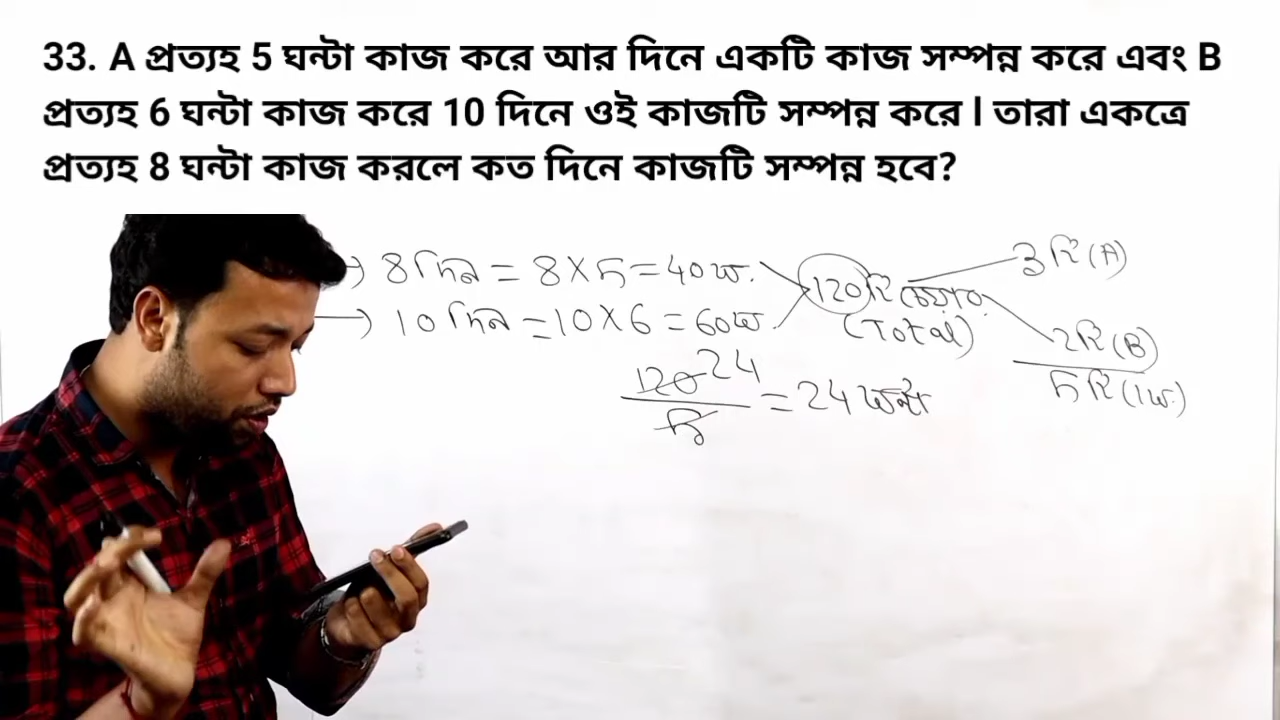 33. A প্রত্যহ 5 ঘন্টা কাজ করে আর দিনে একটি কাজ সম্পন্ন করে এবং B
প্রত্যহ 6 ঘন্টা কাজ করে 10 দিনে ওই কাজটি সম্পন্ন করে l তারা একত্রে
প্রত্যহ 8 ঘন্টা কাজ করলে কত দিনে কাজটি সম্পন্ন হবে?
→ 8 দিন = 8 × 5 = 40 ঘ.
→ 10 দিন = 10 × 6 = 60 ঘ.
120 টি চেয়ার
(Total)
3 টি (A)
2 টি (B)
5 টি (1 ঘ.)
120 24
5
= 24 ঘন্টা